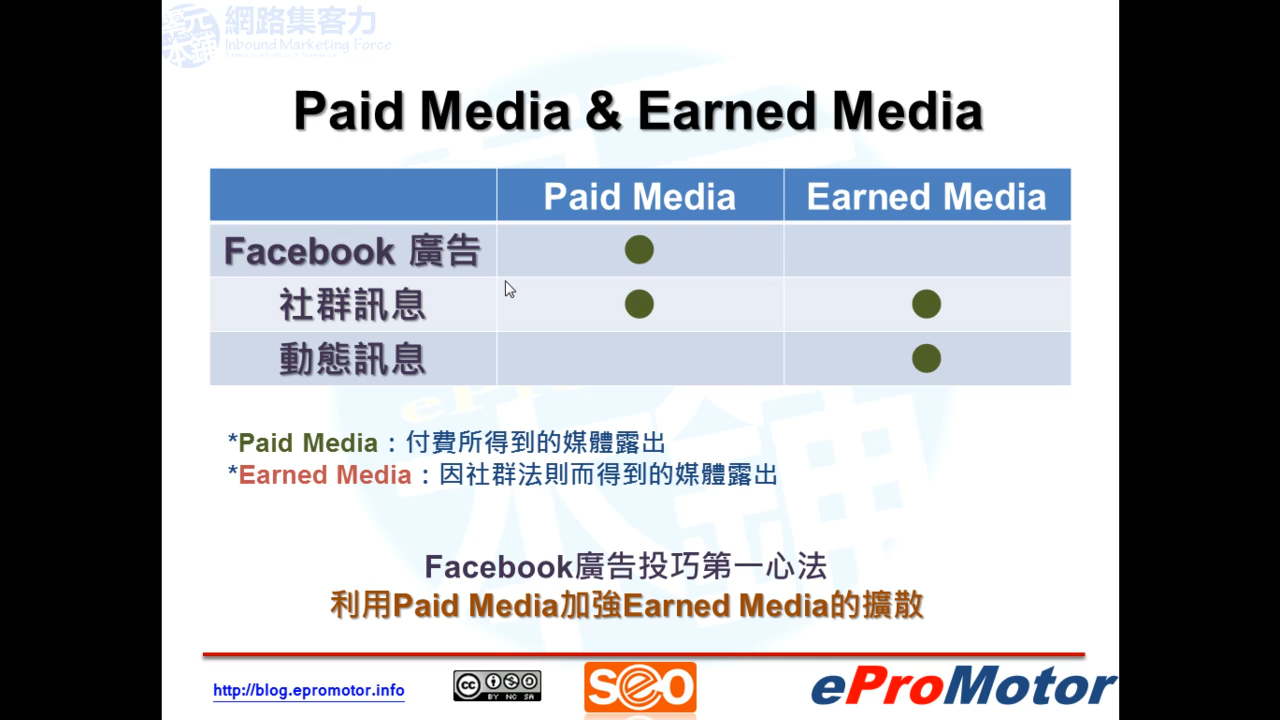 網路集客力
Inbound Marketing Force
Paid Media & Earned Media
Paid Media Earned Media
Facebook 廣告
社群訊息
動態訊息
*Paid Media：付費所得到的媒體露出
*Earned Media：因社群法則而得到的媒體露出
Facebook廣告投巧第一心法
利用Paid Media加強Earned Media的擴散
http://blog.epromotor.info
cc BY NC SA
seo
eProMotor